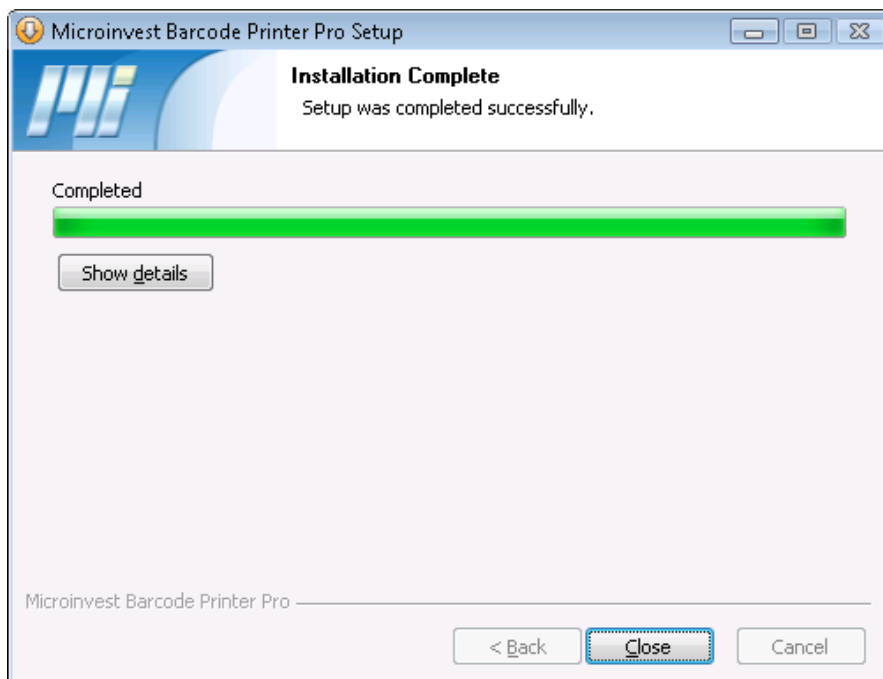 Microinvest Barcode Printer Pro Setup
Installation Complete
Setup was completed successfully.
Completed
Show details
Microinvest Barcode Printer Pro
< Back
Close
Cancel